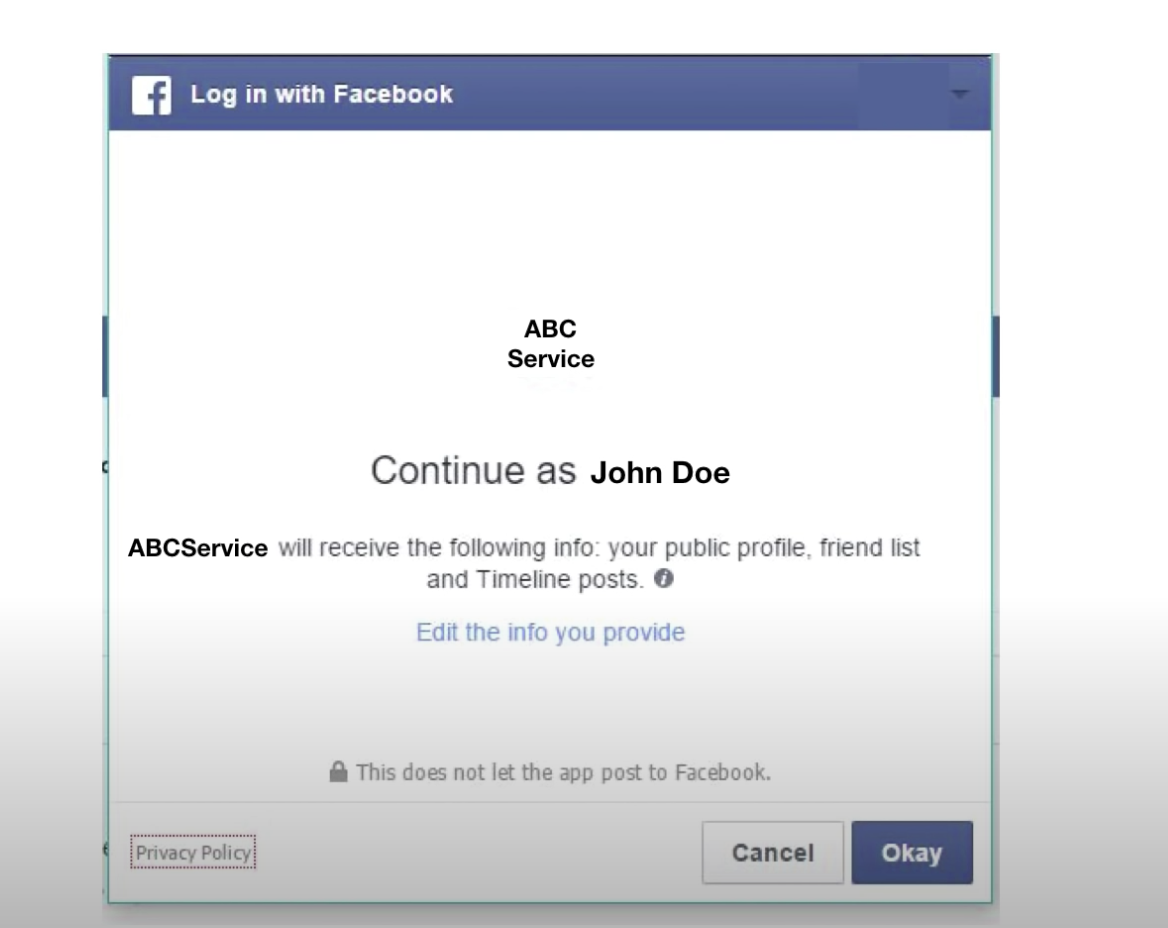 Log in with Facebook
ABC
Service
Continue as John Doe
ABCService will receive the following info: your public profile, friend list
and Timeline posts.
Edit the info you provide
This does not let the app post to Facebook.
Privacy Policy
Cancel
Okay